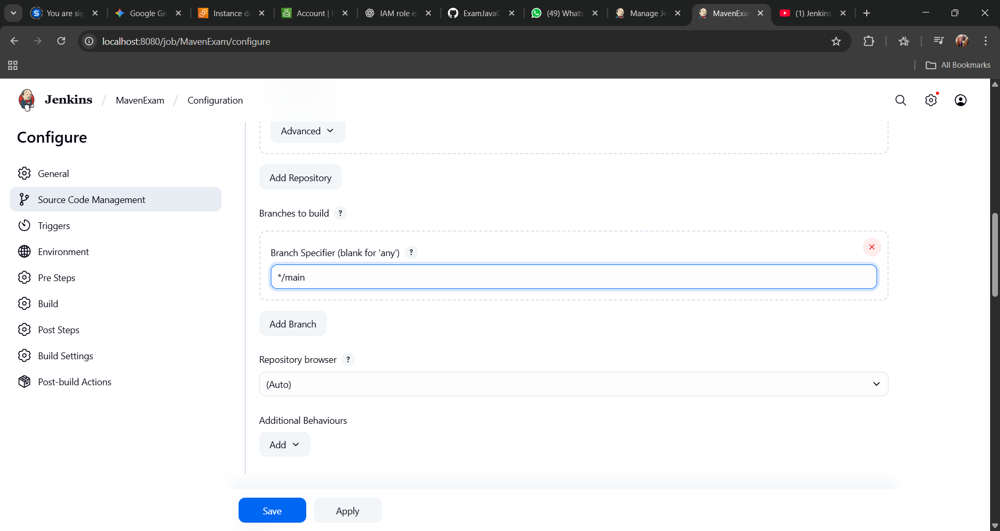 You are sig
Google Ge
Instance de
Account | E
IAM role e
ExamJavaC
(49) Whats
Manage Je
MavenExa
(1) Jenkins
localhost:8080/job/MavenExam/configure
All Bookmarks
Jenkins / MavenExam / Configuration
Configure
General
Source Code Management
Triggers
Environment
Pre Steps
Build
Post Steps
Build Settings
Post-build Actions
Advanced
Add Repository
Branches to build ?
Branch Specifier (blank for 'any') ?
*/main
Add Branch
Repository browser ?
(Auto)
Additional Behaviours
Add
Save
Apply